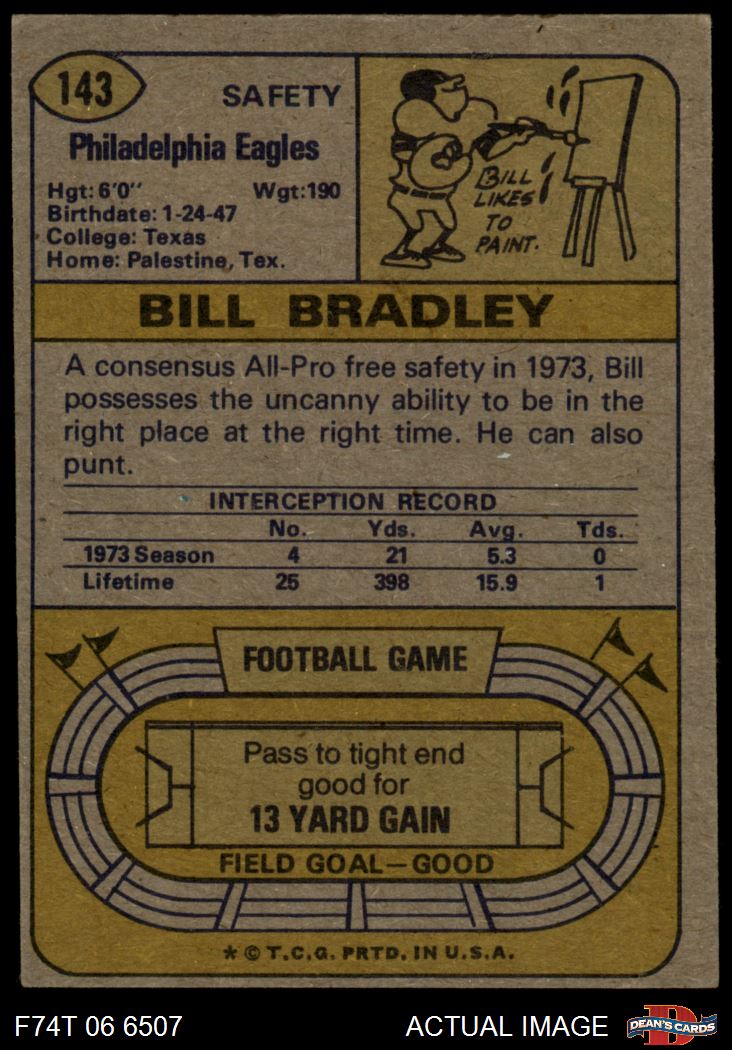 143
SAFETY
Philadelphia Eagles
Hgt: 6'0" Wgt: 190
Birthdate: 1-24-47
College: Texas
Home: Palestine, Tex.
BILL
LIKES
TO
PAINT.
BILL BRADLEY
A consensus All-Pro free safety in 1973, Bill
possesses the uncanny ability to be in the
right place at the right time. He can also
punt.
INTERCEPTION RECORD
No. Yds. Avg. Tds.
1973 Season 4 21 5.3 0
Lifetime 25 398 15.9 1
FOOTBALL GAME
Pass to tight end
good for
13 YARD GAIN
FIELD GOAL—GOOD
* © T.C.G. PRTD. IN U.S.A.
F74T 06 6507 ACTUAL IMAGE
D
DEAN'S CARDS